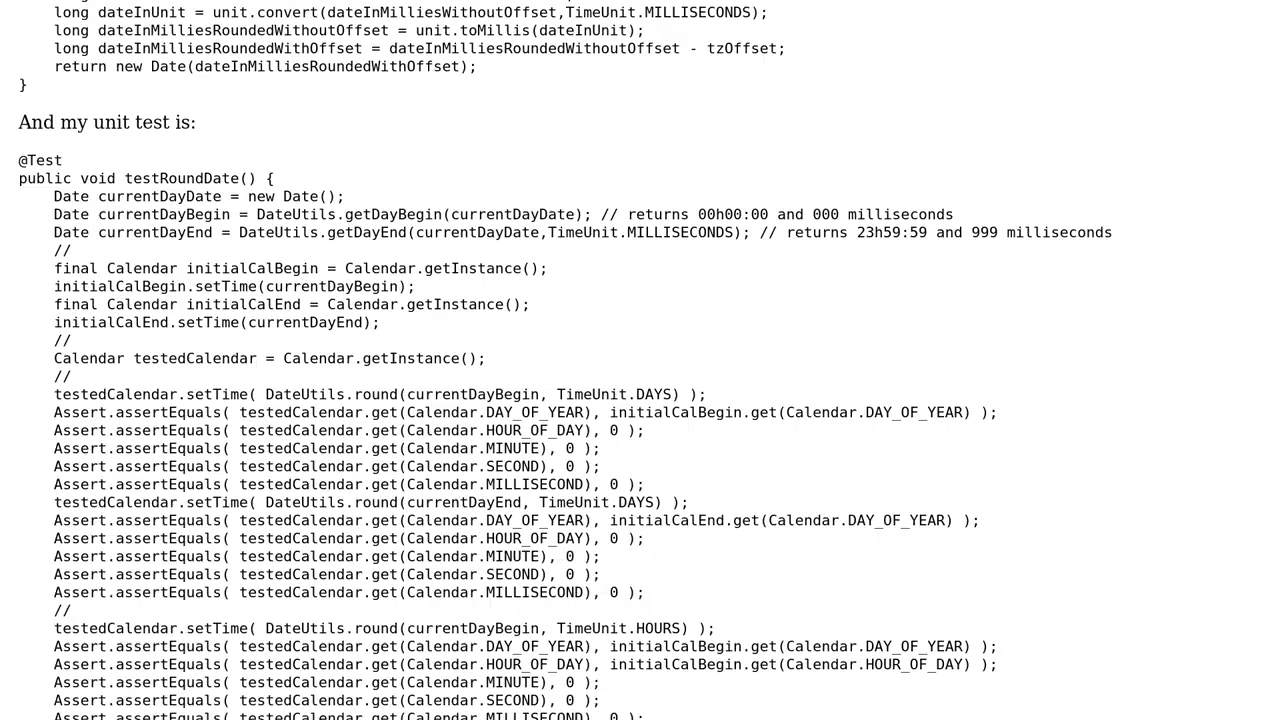 long dateInUnit = unit.convert(dateInMilliesWithoutOffset,TimeUnit.MILLISECONDS);
long dateInMilliesRoundedWithoutOffset = unit.toMillis(dateInUnit);
long dateInMilliesRoundedWithOffset = dateInMilliesRoundedWithoutOffset - tzOffset;
return new Date(dateInMilliesRoundedWithOffset);
}
And my unit test is:
@Test
public void testRoundDate() {
Date currentDayDate = new Date();
Date currentDayBegin = DateUtils.getDayBegin(currentDayDate); // returns 00h00:00 and 000 milliseconds
Date currentDayEnd = DateUtils.getDayEnd(currentDayDate,TimeUnit.MILLISECONDS); // returns 23h59:59 and 999 milliseconds
//
final Calendar initialCalBegin = Calendar.getInstance();
initialCalBegin.setTime(currentDayBegin);
final Calendar initialCalEnd = Calendar.getInstance();
initialCalEnd.setTime(currentDayEnd);
//
Calendar testedCalendar = Calendar.getInstance();
//
testedCalendar.setTime( DateUtils.round(currentDayBegin, TimeUnit.DAYS) );
Assert.assertEquals( testedCalendar.get(Calendar.DAY_OF_YEAR), initialCalBegin.get(Calendar.DAY_OF_YEAR) );
Assert.assertEquals( testedCalendar.get(Calendar.HOUR_OF_DAY), 0 );
Assert.assertEquals( testedCalendar.get(Calendar.MINUTE), 0 );
Assert.assertEquals( testedCalendar.get(Calendar.SECOND), 0 );
Assert.assertEquals( testedCalendar.get(Calendar.MILLISECOND), 0 );
testedCalendar.setTime( DateUtils.round(currentDayEnd, TimeUnit.DAYS) );
Assert.assertEquals( testedCalendar.get(Calendar.DAY_OF_YEAR), initialCalEnd.get(Calendar.DAY_OF_YEAR) );
Assert.assertEquals( testedCalendar.get(Calendar.HOUR_OF_DAY), 0 );
Assert.assertEquals( testedCalendar.get(Calendar.MINUTE), 0 );
Assert.assertEquals( testedCalendar.get(Calendar.SECOND), 0 );
Assert.assertEquals( testedCalendar.get(Calendar.MILLISECOND), 0 );
//
testedCalendar.setTime( DateUtils.round(currentDayBegin, TimeUnit.HOURS) );
Assert.assertEquals( testedCalendar.get(Calendar.DAY_OF_YEAR), initialCalBegin.get(Calendar.DAY_OF_YEAR) );
Assert.assertEquals( testedCalendar.get(Calendar.HOUR_OF_DAY), initialCalBegin.get(Calendar.HOUR_OF_DAY) );
Assert.assertEquals( testedCalendar.get(Calendar.MINUTE), 0 );
Assert.assertEquals( testedCalendar.get(Calendar.SECOND), 0 );
Assert.assertEquals( testedCalendar.get(Calendar.MILLISECOND), 0 );